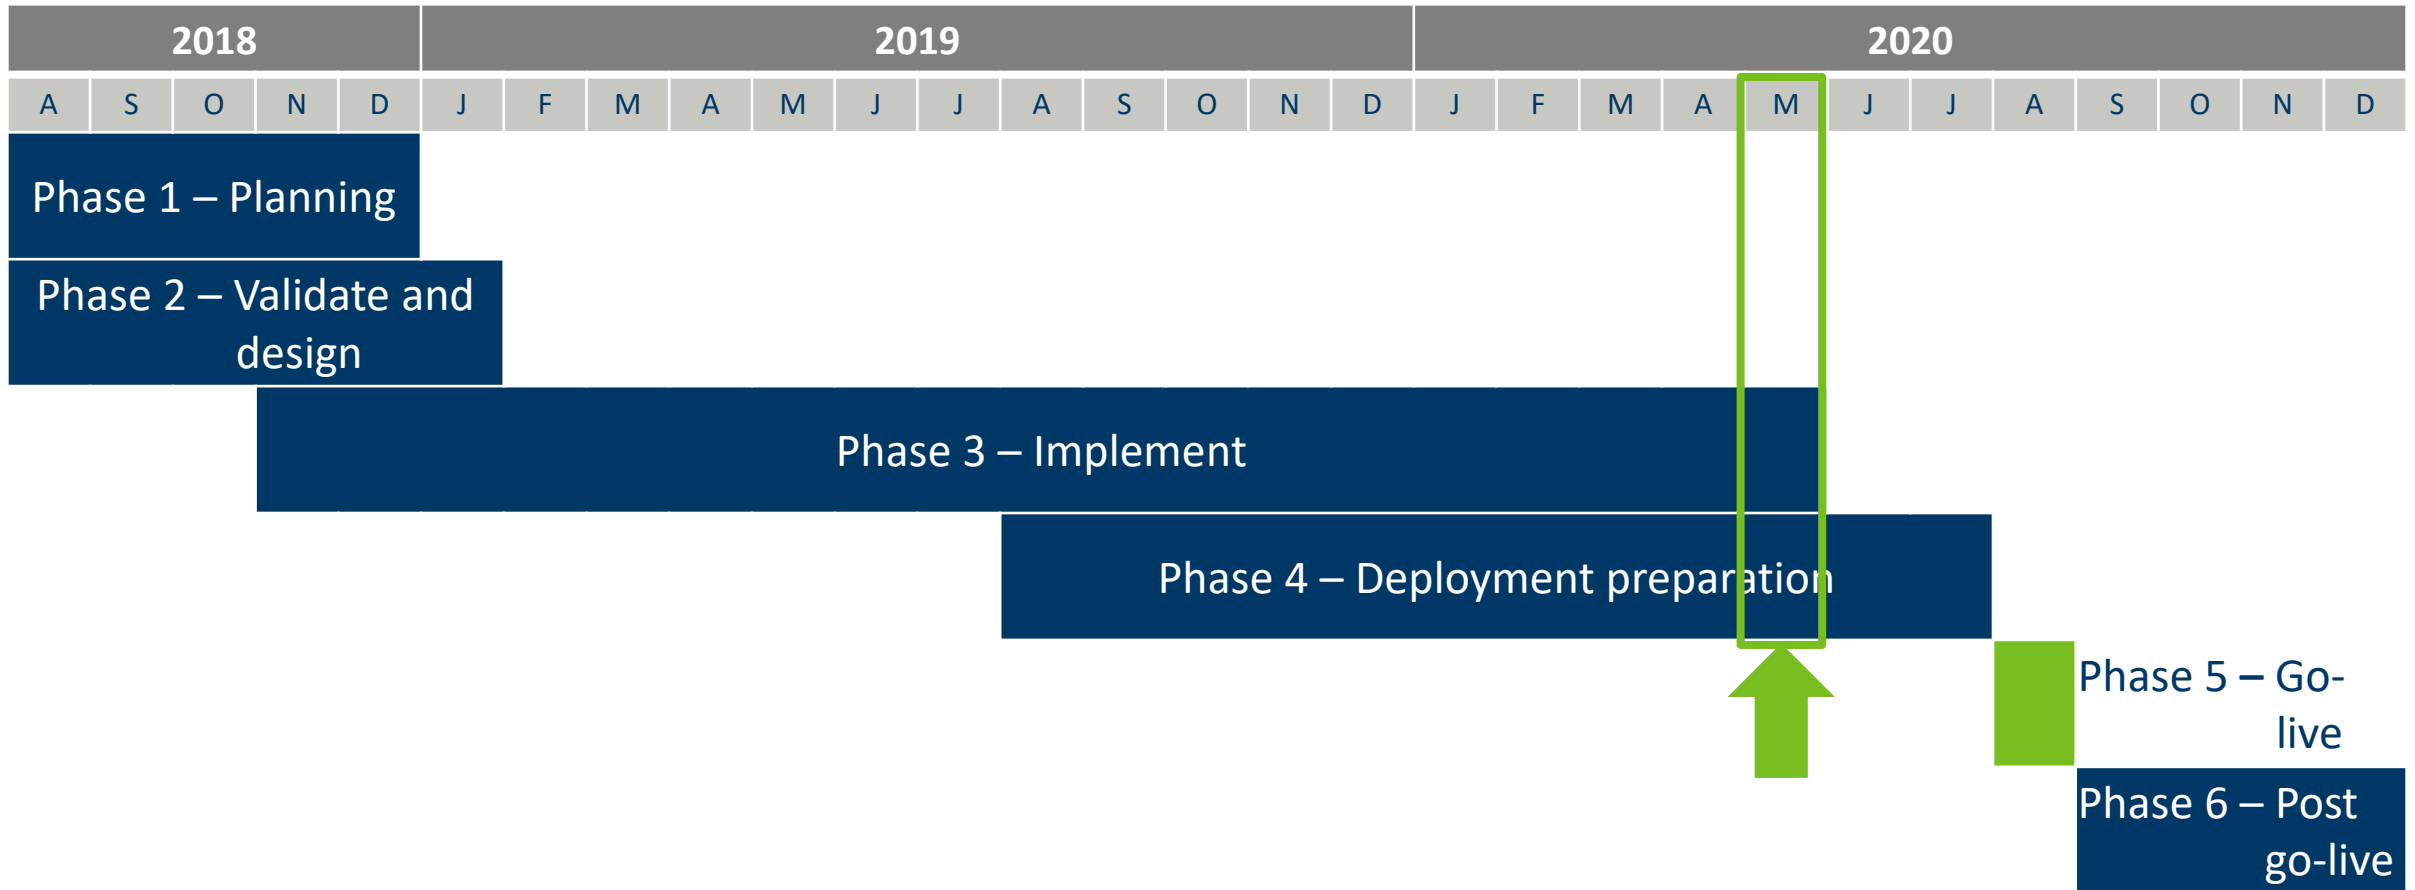 2018 2019 2020
A S O N D J F M A M J J A S O N D J F M A M J J A S O N D
Phase 1 – Planning
Phase 2 – Validate and
design
Phase 3 – Implement
Phase 4 – Deployment preparation
Phase 5 – Go-
live
Phase 6 – Post
go-live